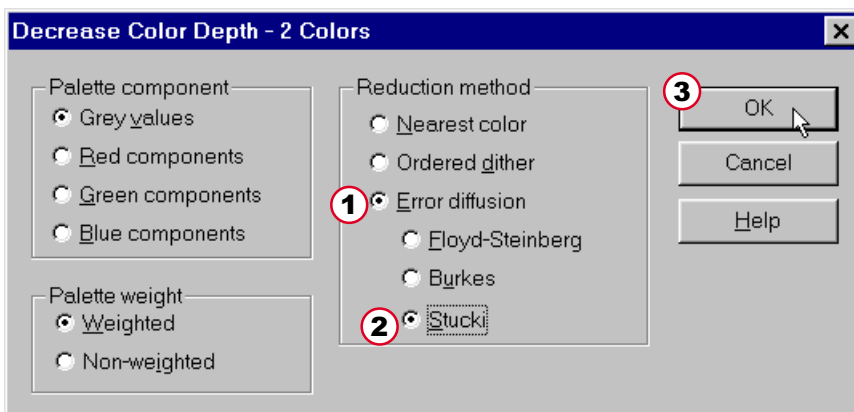 Decrease Color Depth - 2 Colors
Palette component
Grey values
Red components
Green components
Blue components
Palette weight
Weighted
Non-weighted
Reduction method
Nearest color
Ordered dither
1 Error diffusion
Floyd-Steinberg
Burkes
2 Stucki
3 OK
Cancel
Help